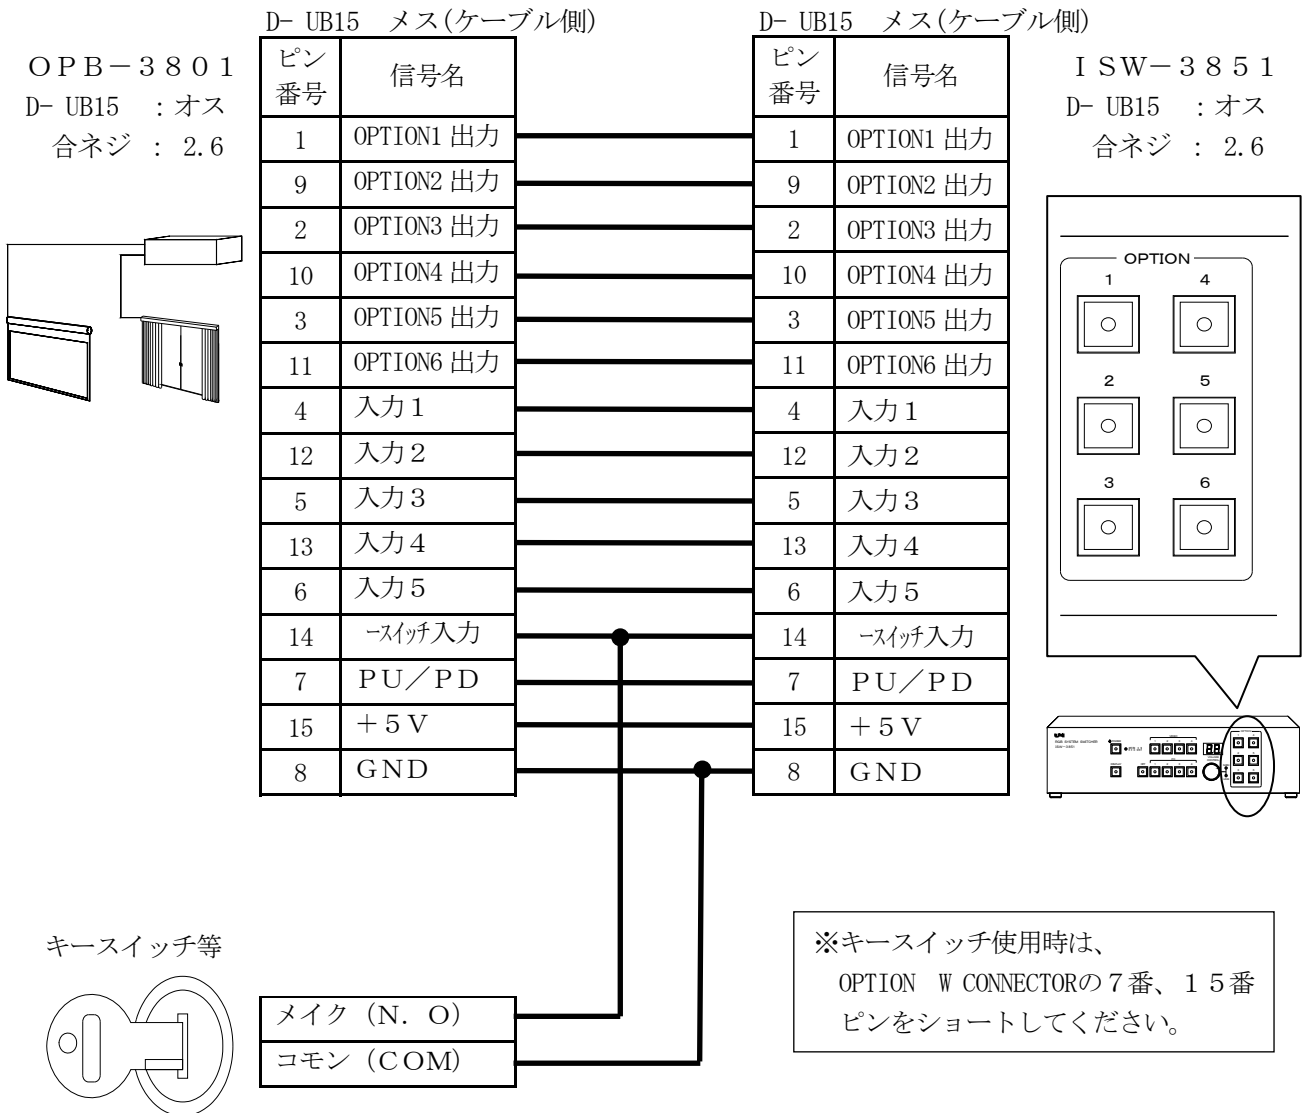 D- UB15　メス(ケーブル側)
D- UB15　メス(ケーブル側)
ＯＰＢ－３８０１
D- UB15　：オス
合ネジ : 2.6
ＩＳＷ－３８５１
D- UB15　：オス
合ネジ : 2.6
ピン番号 信号名
1 OPTION1 出力
9 OPTION2 出力
2 OPTION3 出力
10 OPTION4 出力
3 OPTION5 出力
11 OPTION6 出力
4 入力１
12 入力２
5 入力３
13 入力４
6 入力５
14 ｰｽｲｯﾁ入力
7 ＰＵ／ＰＤ
15 ＋５Ｖ
8 ＧＮＤ
ピン番号 信号名
1 OPTION1 出力
9 OPTION2 出力
2 OPTION3 出力
10 OPTION4 出力
3 OPTION5 出力
11 OPTION6 出力
4 入力１
12 入力２
5 入力３
13 入力４
6 入力５
14 ｰｽｲｯﾁ入力
7 ＰＵ／ＰＤ
15 ＋５Ｖ
8 ＧＮＤ
OPTION
1 4
2 5
3 6
キースイッチ等
メイク（Ｎ．Ｏ）
コモン（ＣＯＭ）
※キースイッチ使用時は、
OPTION　W CONNECTORの７番、１５番
ピンをショートしてください。